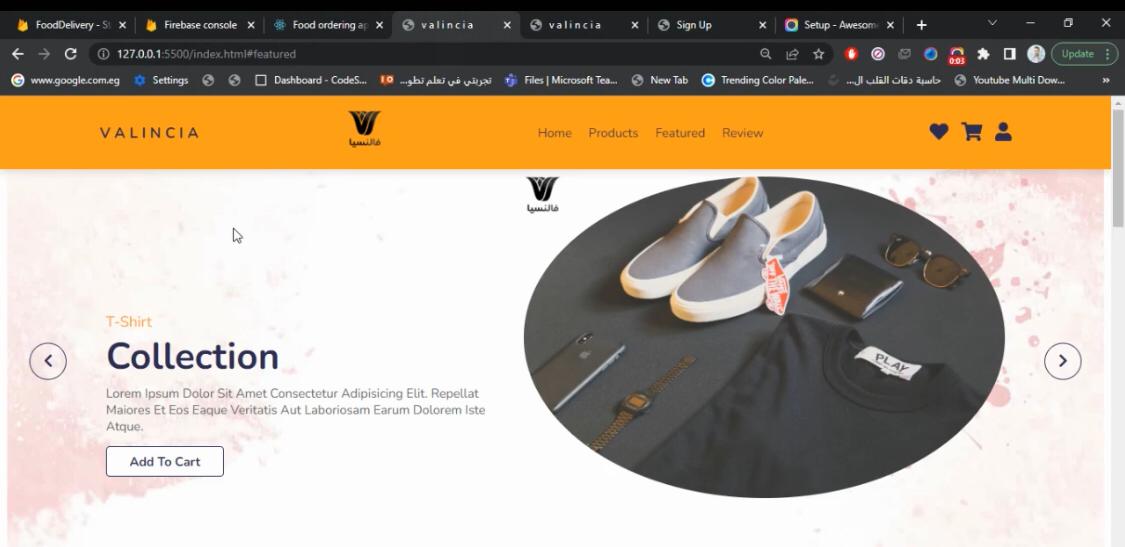 FoodDelivery - St
Firebase console
Food ordering ap
v a l i n c i a
v a l i n c i a
Sign Up
Setup - Awesom
127.0.0.1:5500/index.html#featured
0:03
Update
www.google.com.eg
Settings
Dashboard - CodeS...
تجربتي في تعلم تطو...
Files | Microsoft Tea...
New Tab
Trending Color Pale...
حاسبة دقات القلب ال...
Youtube Multi Dow...
VALINCIA
فالنسيا
Home
Products
Featured
Review
فالنسيا
T-Shirt
Collection
Lorem Ipsum Dolor Sit Amet Consectetur Adipisicing Elit. Repellat
Maiores Et Eos Eaque Veritatis Aut Laboriosam Earum Dolorem Iste
Atque.
Add To Cart
PLAY